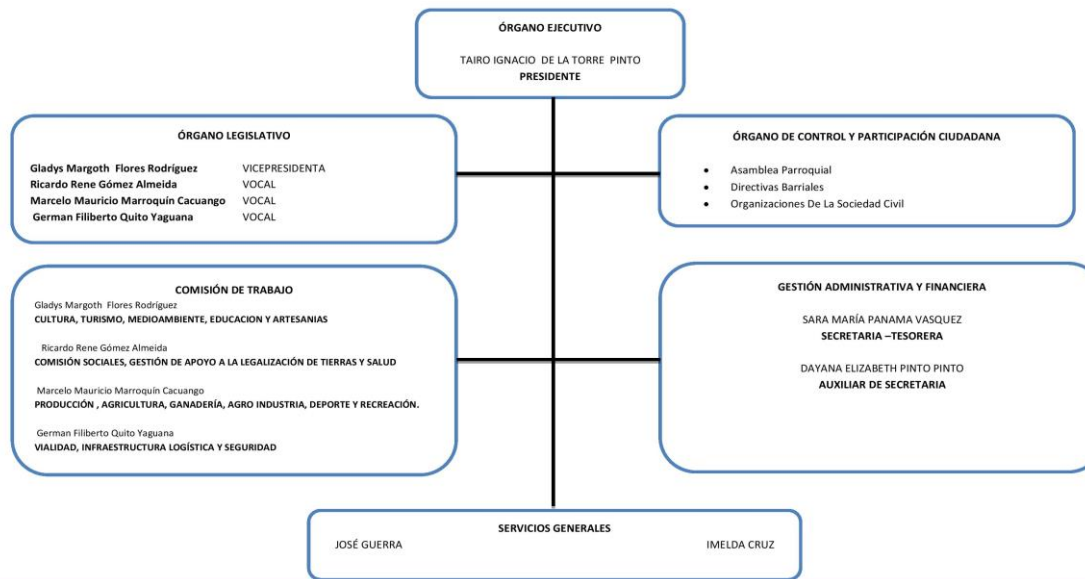 ÓRGANO EJECUTIVO
TAIRO IGNACIO DE LA TORRE PINTO
PRESIDENTE
ÓRGANO LEGISLATIVO
Gladys Margoth Flores Rodríguez VICEPRESIDENTA
Ricardo Rene Gómez Almeida VOCAL
Marcelo Mauricio Marroquín Cacuango VOCAL
German Filiberto Quito Yaguana VOCAL
ÓRGANO DE CONTROL Y PARTICIPACIÓN CIUDADANA
• Asamblea Parroquial
• Directivas Barriales
• Organizaciones De La Sociedad Civil
COMISIÓN DE TRABAJO
Gladys Margoth Flores Rodríguez
CULTURA, TURISMO, MEDIOAMBIENTE, EDUCACION Y ARTESANIAS
Ricardo Rene Gómez Almeida
COMISIÓN SOCIALES, GESTIÓN DE APOYO A LA LEGALIZACIÓN DE TIERRAS Y SALUD
Marcelo Mauricio Marroquín Cacuango
PRODUCCIÓN , AGRICULTURA, GANADERÍA, AGRO INDUSTRIA, DEPORTE Y RECREACIÓN.
German Filiberto Quito Yaguana
VIALIDAD, INFRAESTRUCTURA LOGÍSTICA Y SEGURIDAD
GESTIÓN ADMINISTRATIVA Y FINANCIERA
SARA MARÍA PANAMA VASQUEZ
SECRETARIA –TESORERA
DAYANA ELIZABETH PINTO PINTO
AUXILIAR DE SECRETARIA
SERVICIOS GENERALES
JOSÉ GUERRA IMELDA CRUZ